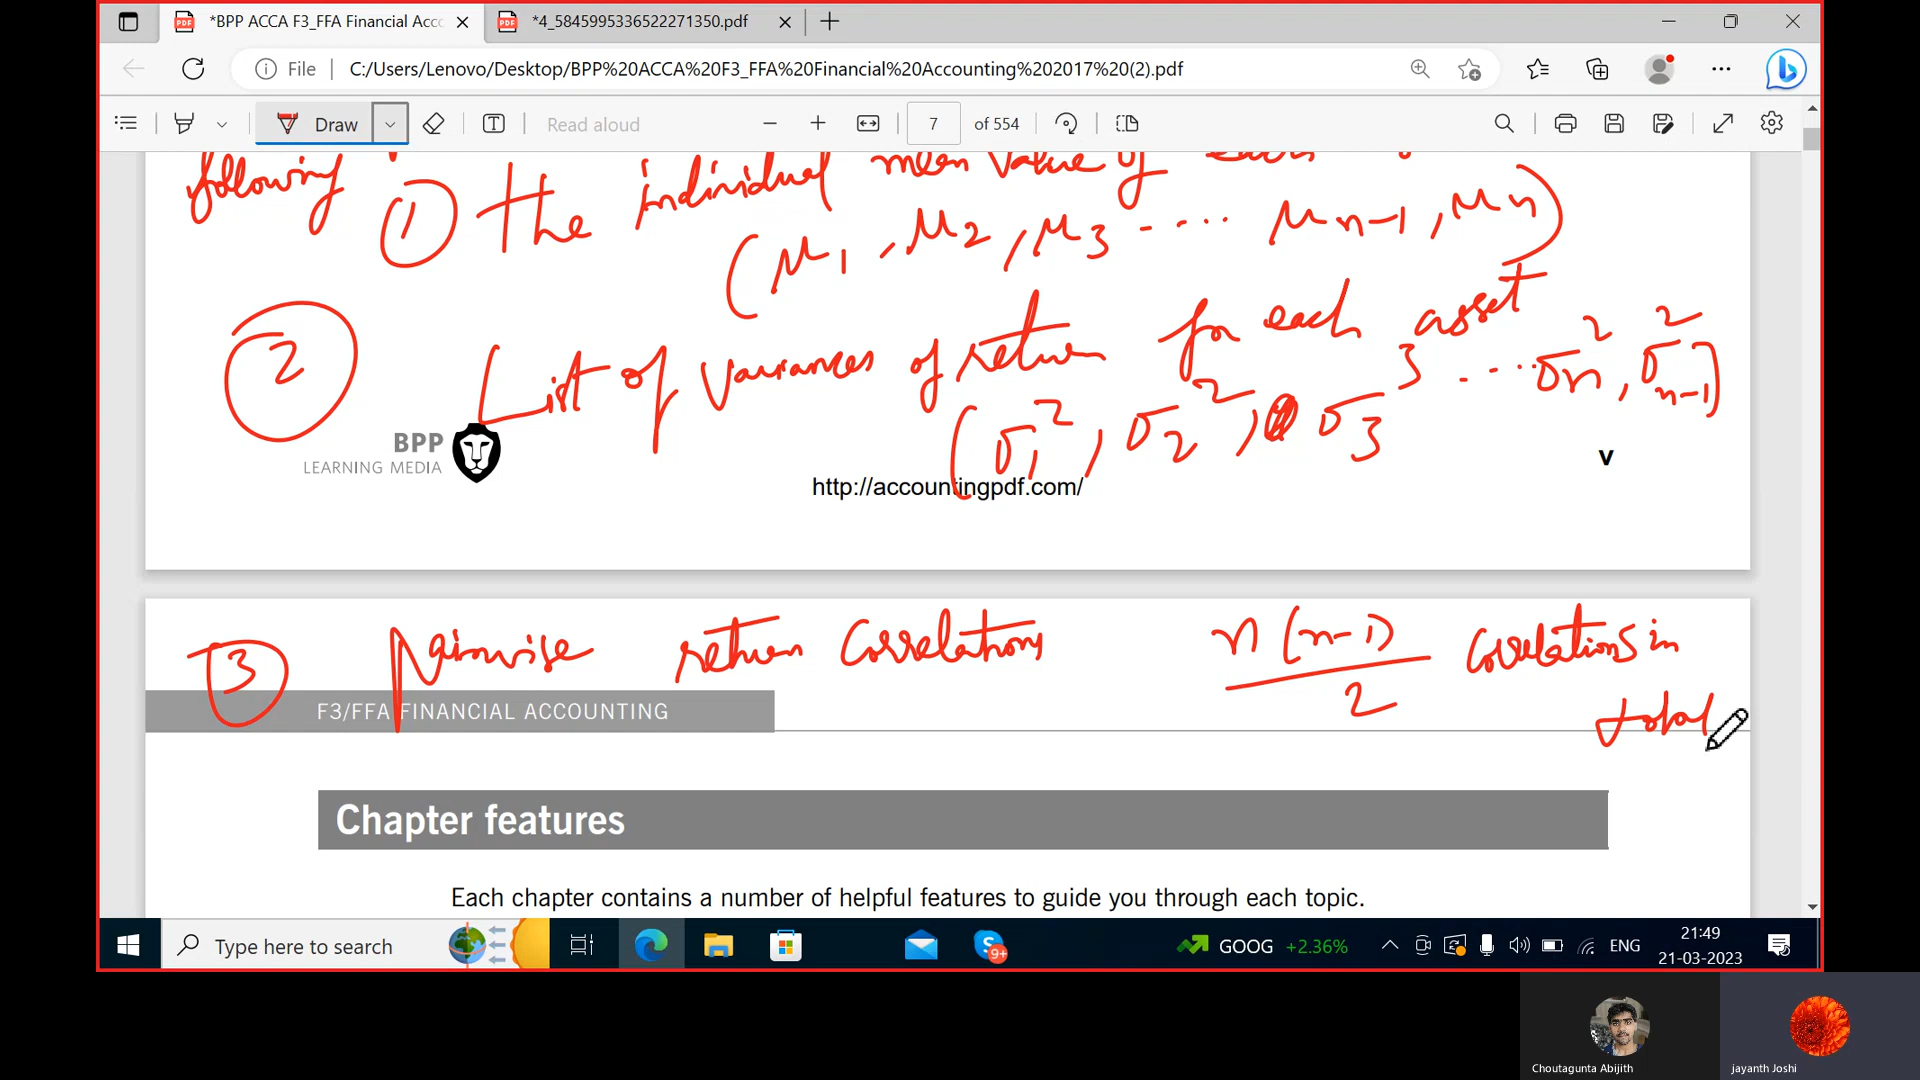 *BPP ACCA F3_FFA Financial Acc
*4_5845995336522271350.pdf
File
C:/Users/Lenovo/Desktop/BPP%20ACCA%20F3_FFA%20Financial%20Accounting%202017%20(2).pdf
Draw
Read aloud
7 of 554
following
① The individual mean value of each
(μ1, μ2, μ3 .... μn-1, μn)
② List of variances of return for each asset
(σ1², σ2², σ3³ .... σn², σ²n-1)
BPP
LEARNING MEDIA
v
http://accountingpdf.com/
③ Pairwise return Correlations n(n-1)/2 correlations in
total
F3/FFA FINANCIAL ACCOUNTING
Chapter features
Each chapter contains a number of helpful features to guide you through each topic.
Type here to search
GOOG +2.36%
9+
ENG
21:49
21-03-2023
Choutagunta Abijith
jayanth Joshi